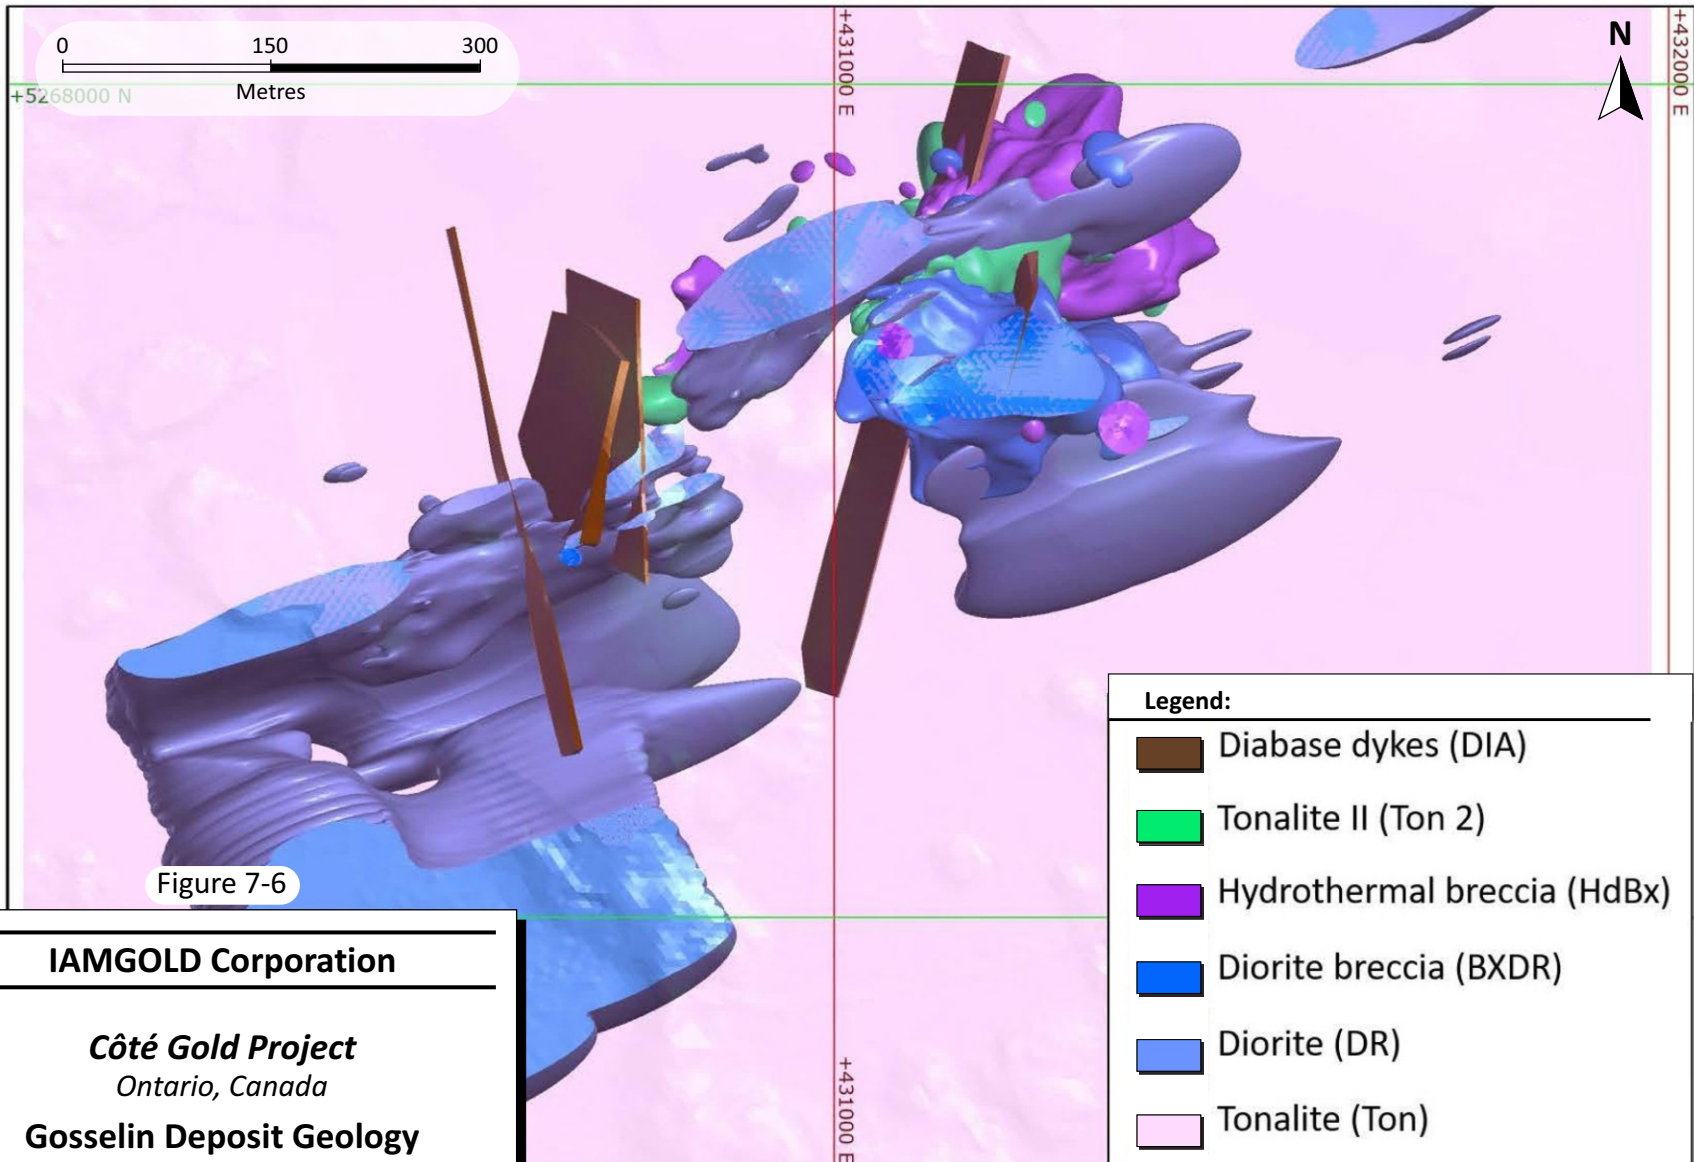 0 150 300
Metres
+5268000 N
+431000 E
+432000 E
N
Figure 7-6
IAMGOLD Corporation
Côté Gold Project
Ontario, Canada
Gosselin Deposit Geology
+431000 E
Legend:
Diabase dykes (DIA)
Tonalite II (Ton 2)
Hydrothermal breccia (HdBx)
Diorite breccia (BXDR)
Diorite (DR)
Tonalite (Ton)